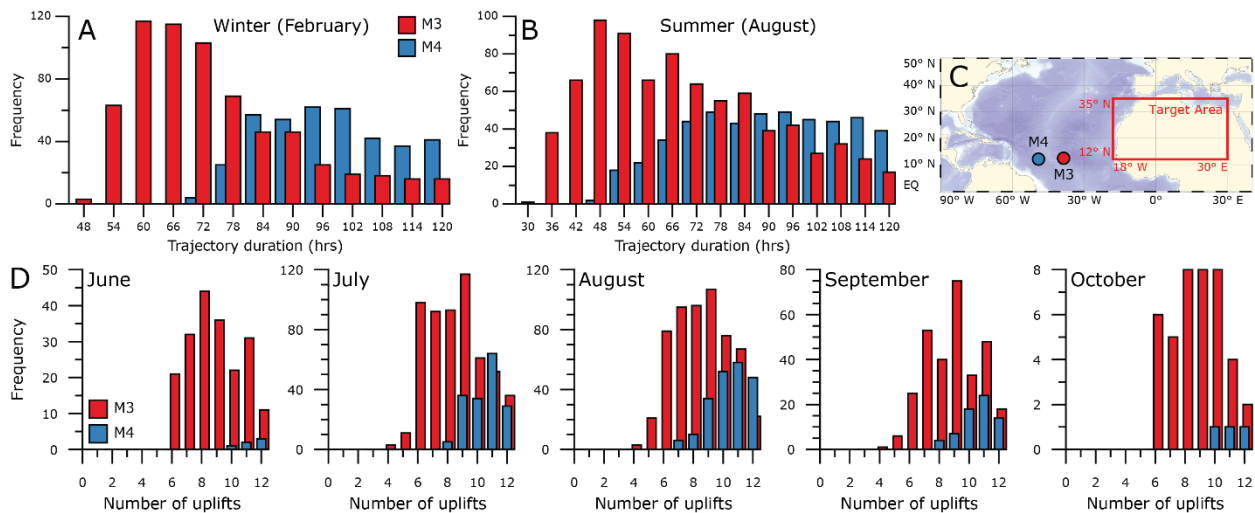 A
Winter (February)
M3
M4
Frequency
120
80
40
0
48 54 60 66 72 78 84 90 96 102 108 114 120
Trajectory duration (hrs)
B
Summer (August)
Frequency
100
80
60
40
20
0
30 36 42 48 54 60 66 72 78 84 90 96 102 108 114 120
Trajectory duration (hrs)
C
50° N
40° N
30° N
20° N
10° N
EQ
35° N
Target Area
12° N
18° W
30° E
M4
M3
90° W 60° W 30° W 0° 30° E
D
June
Frequency
50
40
30
20
10
0
M3
M4
0 2 4 6 8 10 12
Number of uplifts
July
120
80
40
0
0 2 4 6 8 10 12
Number of uplifts
August
120
80
40
0
0 2 4 6 8 10 12
Number of uplifts
September
80
60
40
20
0
0 2 4 6 8 10 12
Number of uplifts
October
8
6
4
2
0
0 2 4 6 8 10 12
Number of uplifts